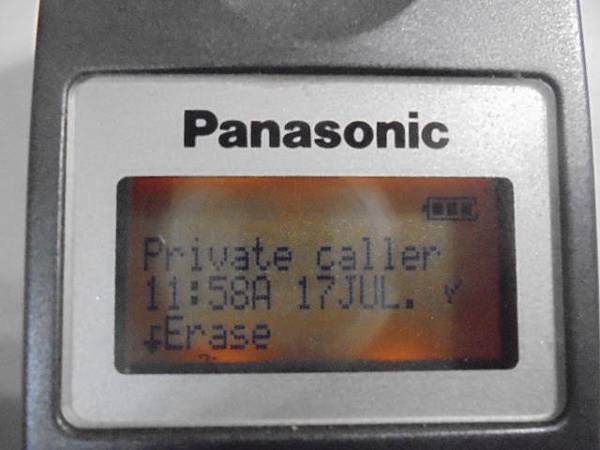 Panasonic
Private caller
11:58A 17JUL. ✓
↓Erase